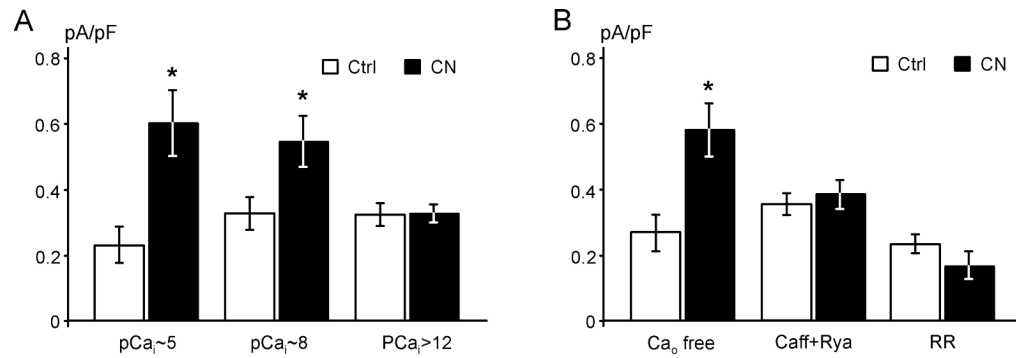 A
pA/pF
0.8
0.6
0.4
0.2
0
Ctrl CN
*
*
pCai~5 pCai~8 PCai>12
B
pA/pF
0.8
0.6
0.4
0.2
0
Ctrl CN
*
Cao free Caff+Rya RR